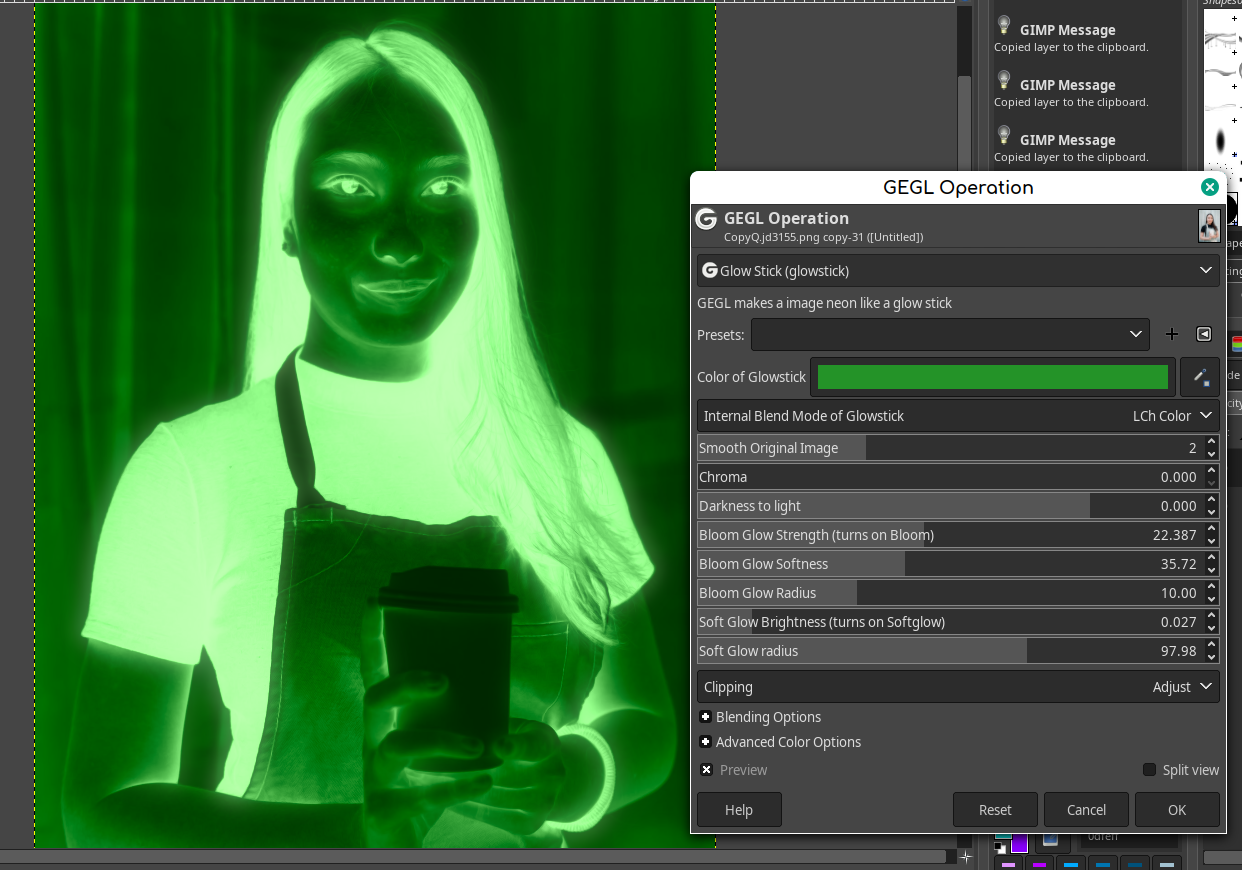 GIMP Message
Copied layer to the clipboard.
GIMP Message
Copied layer to the clipboard.
GIMP Message
Copied layer to the clipboard.
GEGL Operation
GEGL Operation
CopyQ.jd3155.png copy-31 ([Untitled])
Glow Stick (glowstick)
GEGL makes a image neon like a glow stick
Presets:
Color of Glowstick
Internal Blend Mode of Glowstick LCh Color
Smooth Original Image 2
Chroma 0.000
Darkness to light 0.000
Bloom Glow Strength (turns on Bloom) 22.387
Bloom Glow Softness 35.72
Bloom Glow Radius 10.00
Soft Glow Brightness (turns on Softglow) 0.027
Soft Glow radius 97.98
Clipping Adjust
Blending Options
Advanced Color Options
Preview Split view
Help Reset Cancel OK